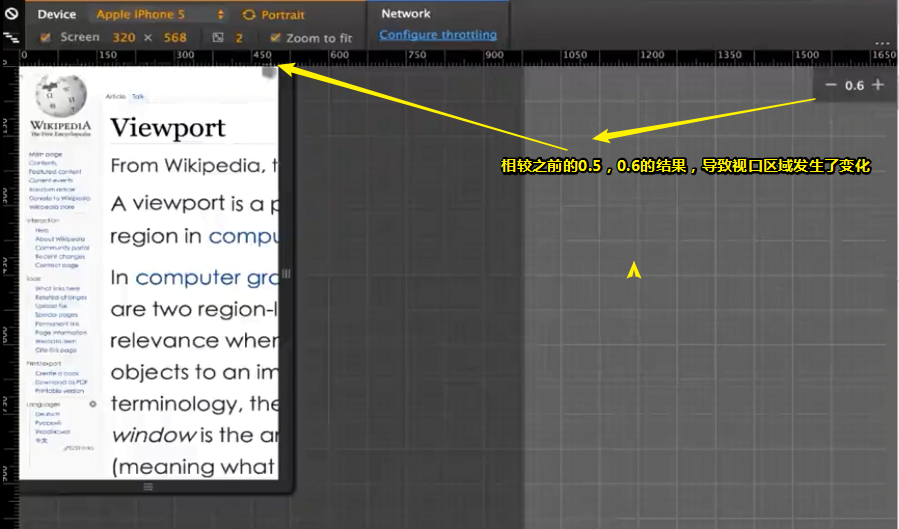 Device Apple iPhone 5 Portrait Network
Screen 320 × 568 2 Zoom to fit Configure throttling
...
0 150 300 450 600 750 900 1050 1200 1350 1500 1650
− 0.6 +
相较之前的0.5，0.6的结果，导致视口区域发生了变化
WIKIPEDIA
The Free Encyclopedia
Main page
Contents
Featured content
Current events
Random article
Donate to Wikipedia
Wikipedia store
Interaction
Help
About Wikipedia
Community portal
Recent changes
Contact page
Tools
What links here
Related changes
Upload file
Special pages
Permanent link
Page information
Wikidata item
Cite this page
Print/export
Create a book
Download as PDF
Printable version
Languages
Deutsch
Русский
Українська
中文
Edit links
Article Talk
Viewport
From Wikipedia, t
A viewport is a p
region in compu
In computer gra
are two region-l
relevance when
objects to an im
terminology, the
window is the ar
(meaning what